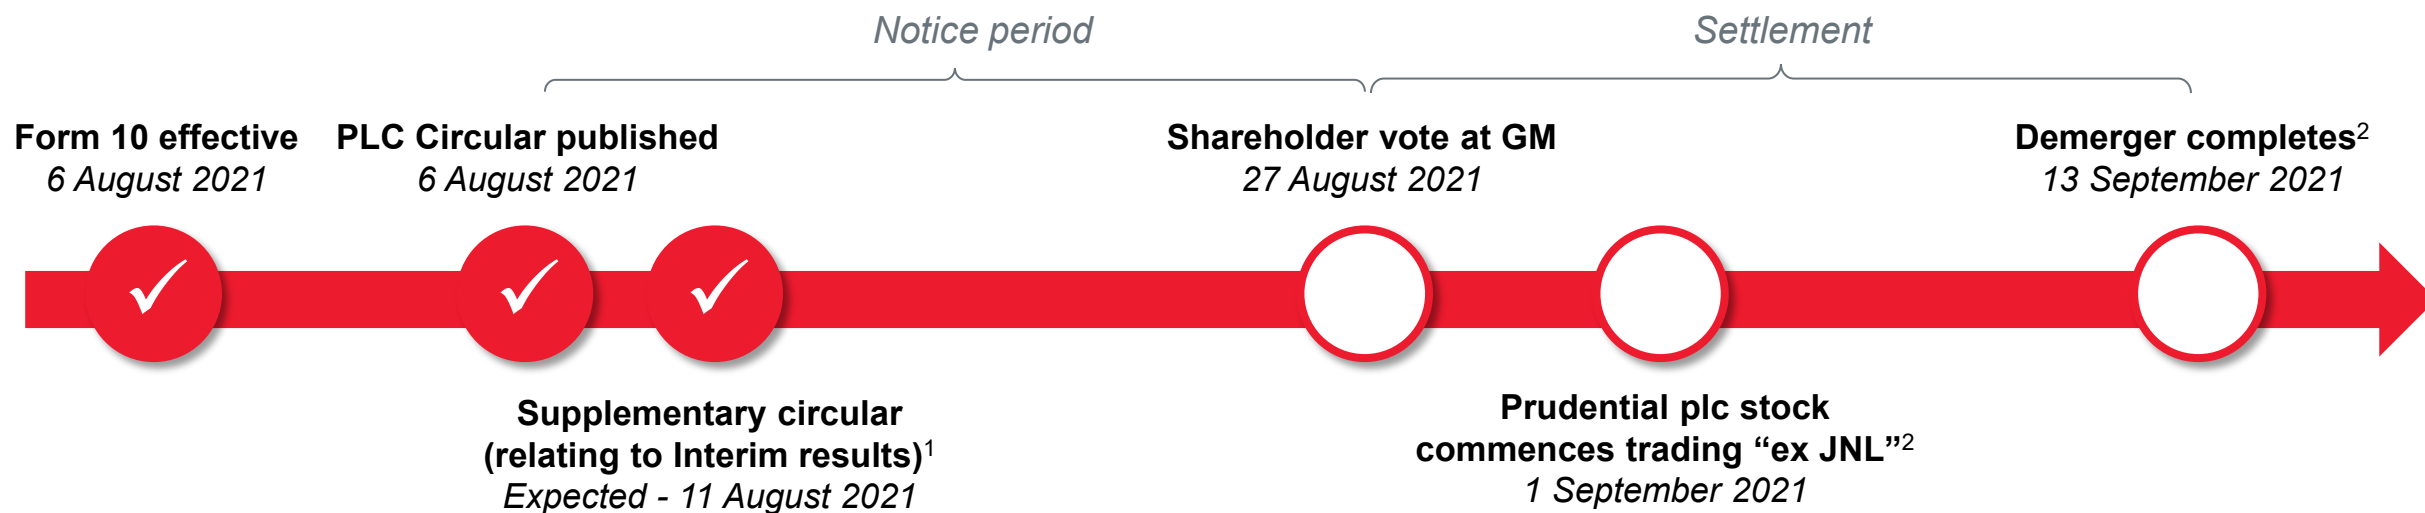 Notice period
Settlement
Form 10 effective
6 August 2021
PLC Circular published
6 August 2021
Shareholder vote at GM
27 August 2021
Demerger completes2
13 September 2021
Supplementary circular
(relating to Interim results)1
Expected - 11 August 2021
Prudential plc stock
commences trading “ex JNL”2
1 September 2021